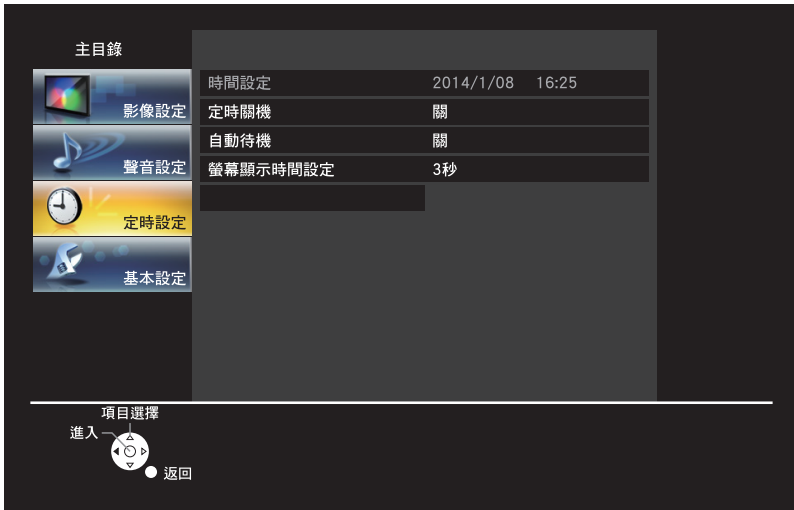 主目錄
影像設定
聲音設定
定時設定
基本設定
時間設定 2014/1/08 16:25
定時關機 關
自動待機 關
螢幕顯示時間設定 3秒
項目選擇
進入
返回